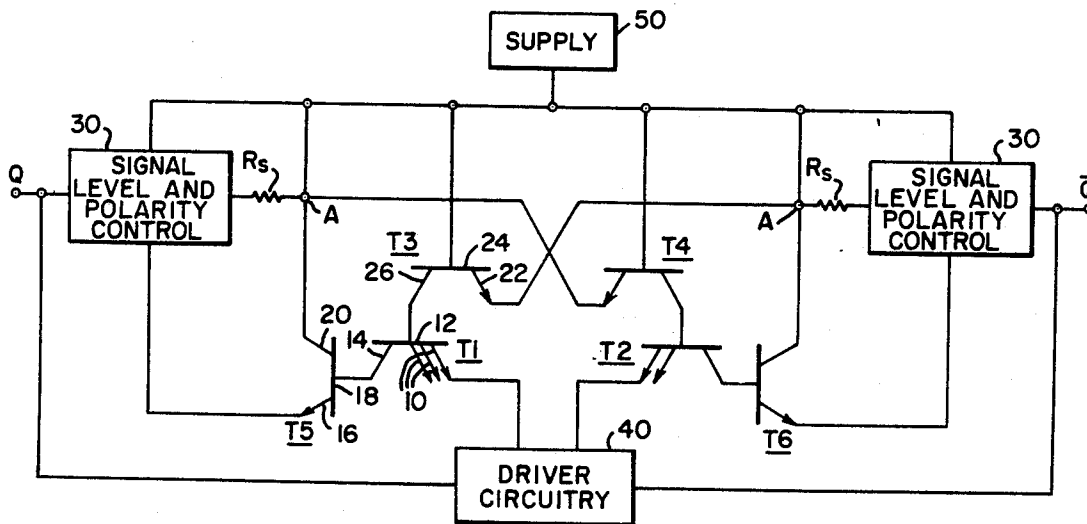 50
SUPPLY
30
SIGNAL
LEVEL AND
POLARITY
CONTROL
Q
Rs
A
30
SIGNAL
LEVEL AND
POLARITY
CONTROL
Rs
A
T3
24
26
22
T4
20
14
12
T1
10
18
16
T5
T2
T6
40
DRIVER
CIRCUITRY